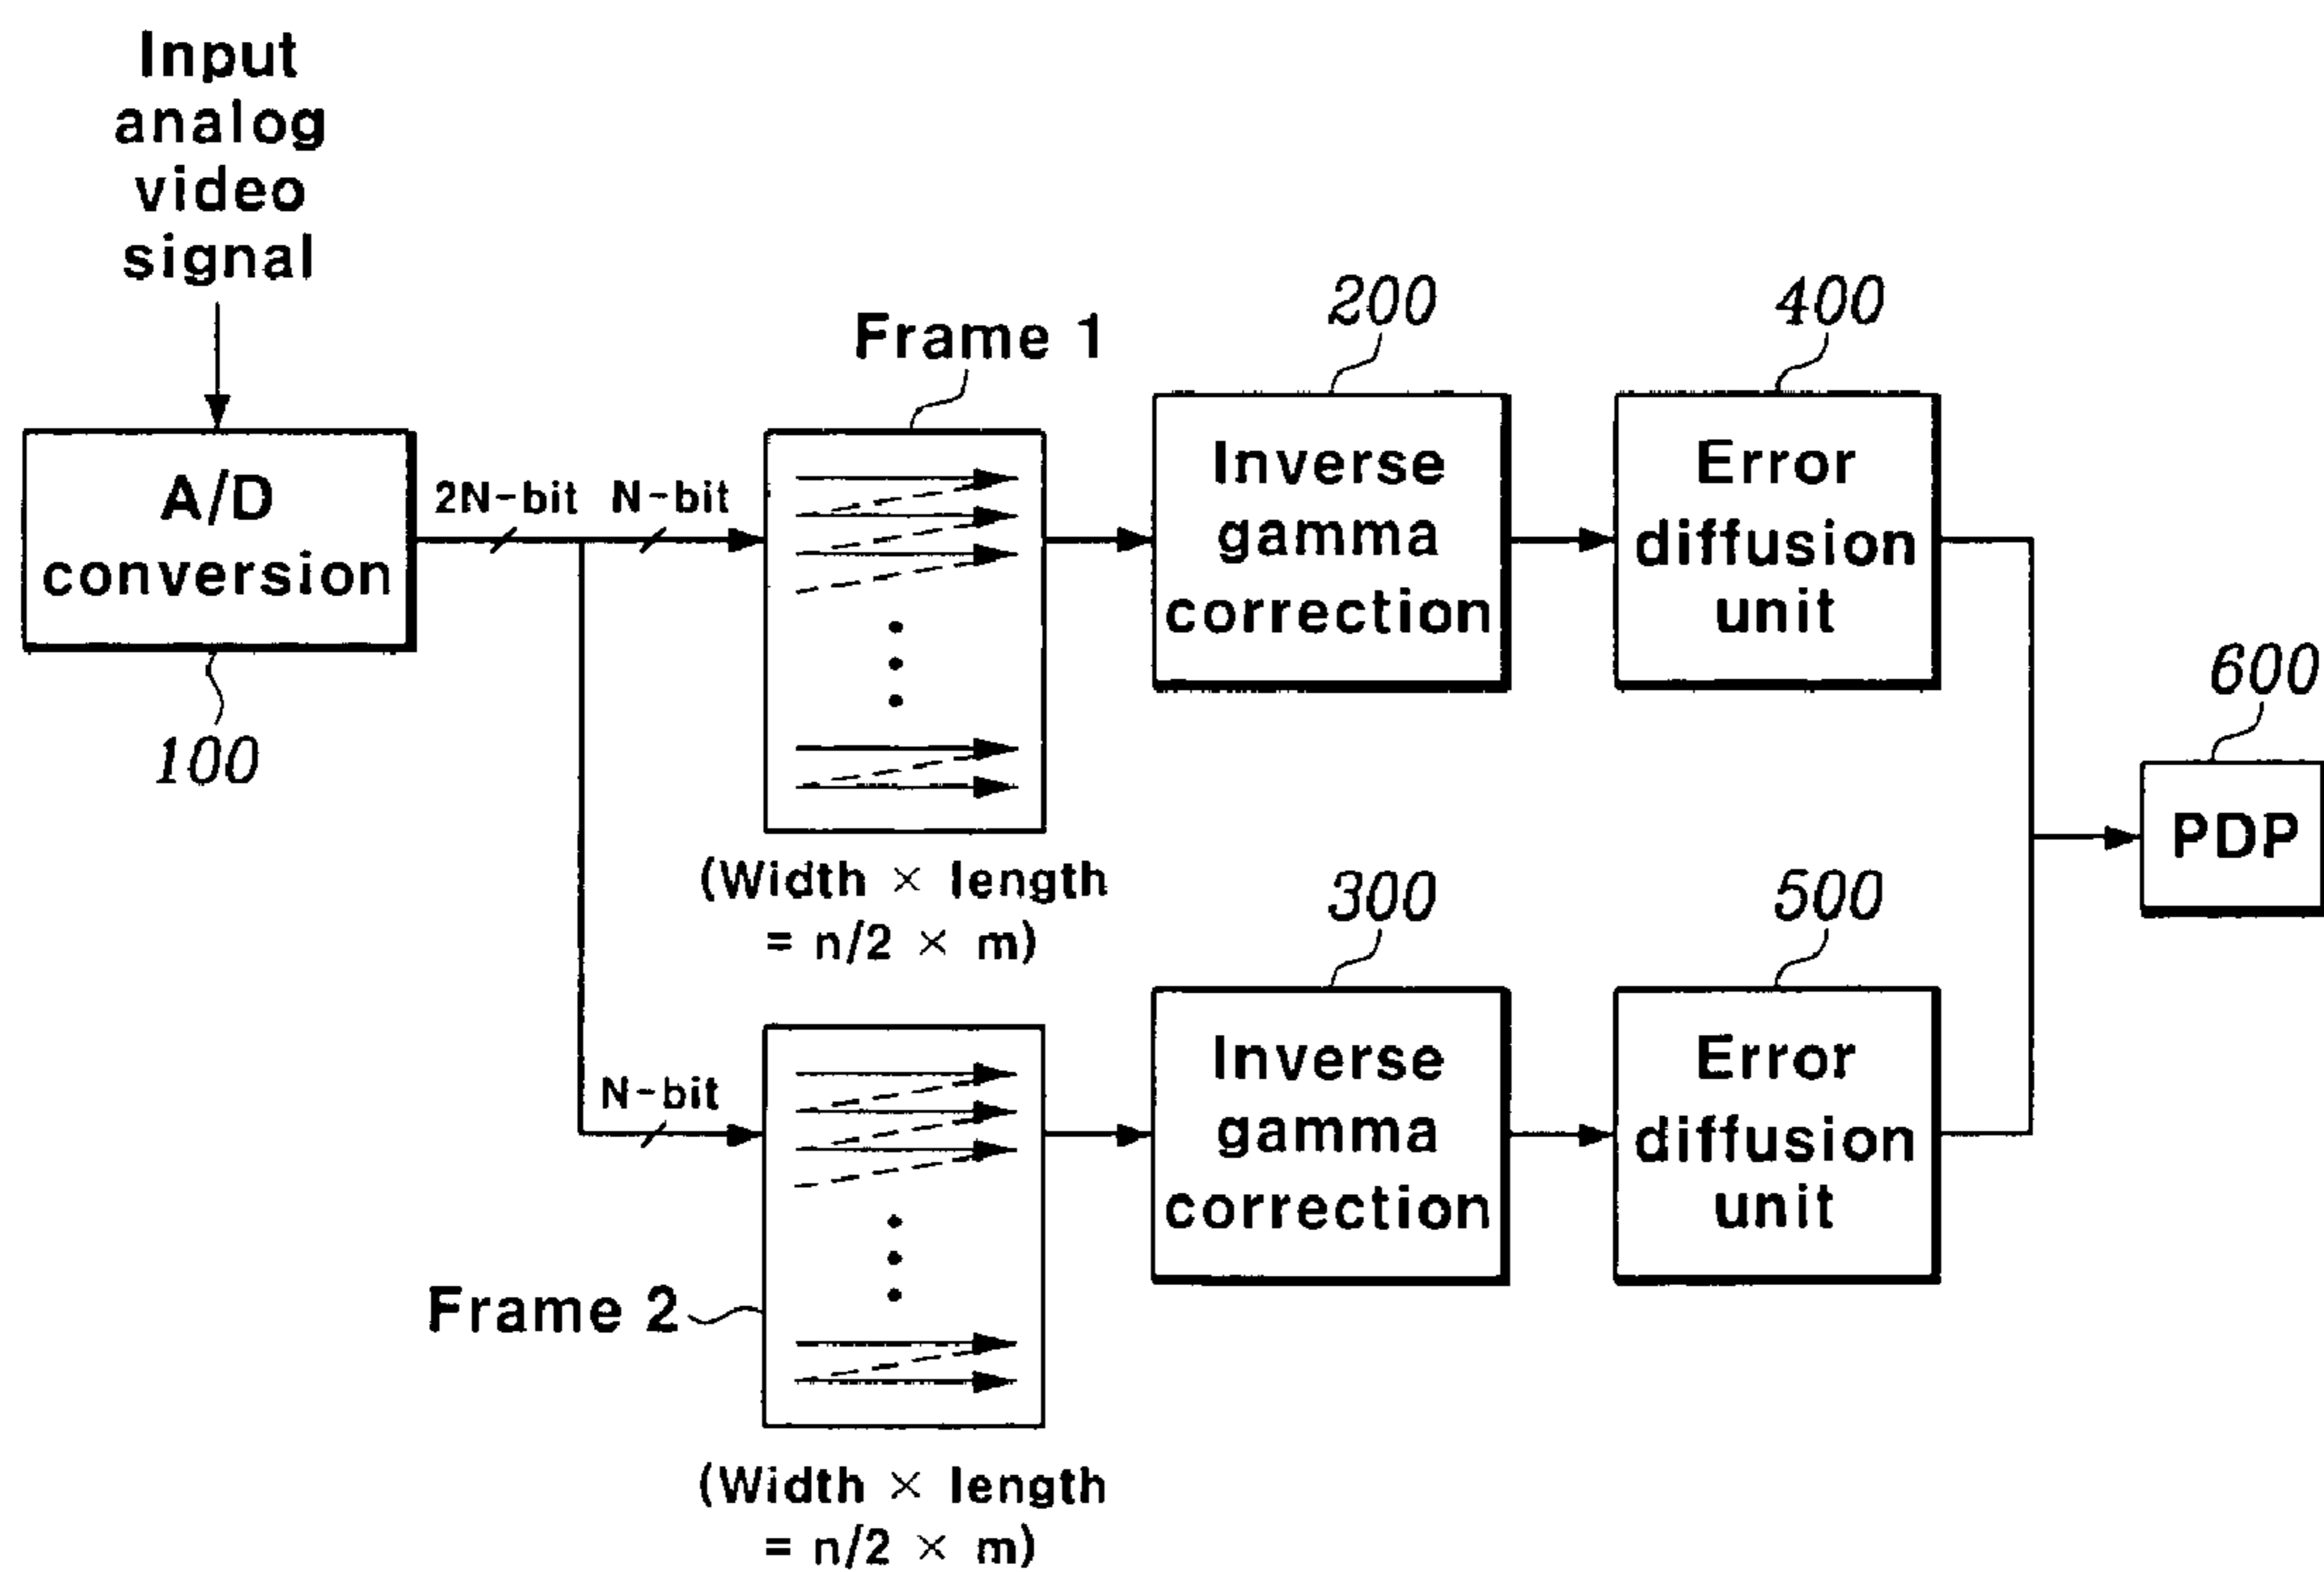 Input
analog
video
signal
A/D
conversion
100
2N-bit
N-bit
Frame 1
(Width × length
= n/2 × m)
200
Inverse
gamma
correction
400
Error
diffusion
unit
600
PDP
N-bit
Frame 2
(Width × length
= n/2 × m)
300
Inverse
gamma
correction
500
Error
diffusion
unit